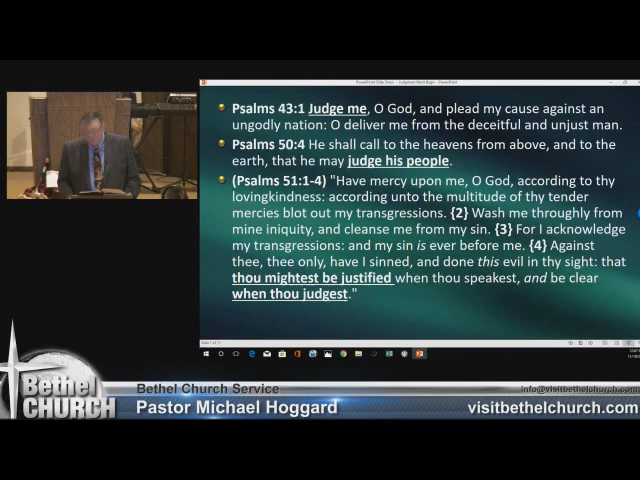 PowerPoint Slide Show - Judgment Must Begin - PowerPoint
Psalms 43:1 Judge me, O God, and plead my cause against an
ungodly nation: O deliver me from the deceitful and unjust man.
Psalms 50:4 He shall call to the heavens from above, and to the
earth, that he may judge his people.
(Psalms 51:1-4) "Have mercy upon me, O God, according to thy
lovingkindness: according unto the multitude of thy tender
mercies blot out my transgressions. {2} Wash me throughly from
mine iniquity, and cleanse me from my sin. {3} For I acknowledge
my transgressions: and my sin is ever before me. {4} Against
thee, thee only, have I sinned, and done this evil in thy sight: that
thou mightest be justified when thou speakest, and be clear
when thou judgest."
Bethel
CHURCH
Bethel Church Service
info@visitbethelchurch.com
Pastor Michael Hoggard
visitbethelchurch.com